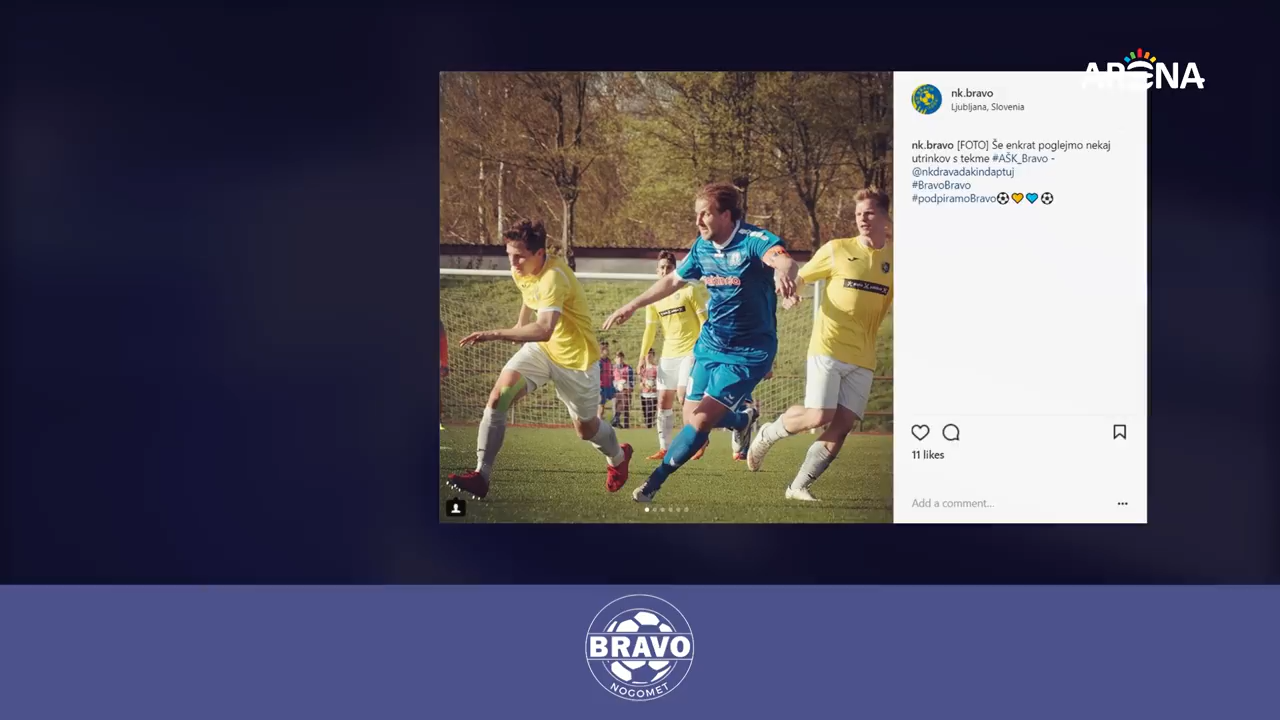 ARENA
nk.bravo
Ljubljana, Slovenia
nk.bravo [FOTO] Še enkrat poglejmo nekaj
utrinkov s tekme #AŠK_Bravo -
@nkdravadakindaptuj
#BravoBravo
#podpiramoBravo⚽💛💙⚽
11 likes
Add a comment...
BRAVO
NOGOMET